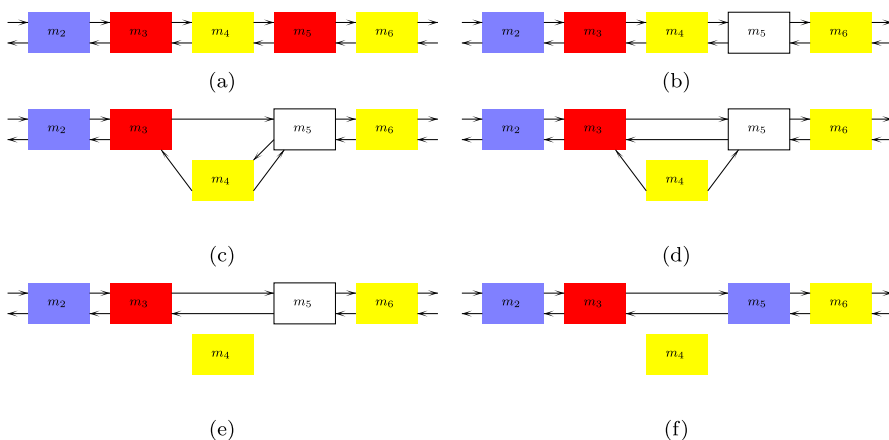 m₂ m₃ m₄ m₅ m₆ m₂ m₃ m₄ m₅ m₆
(a) (b)
m₂ m₃ m₅ m₆ m₂ m₃ m₅ m₆
m₄ m₄
(c) (d)
m₂ m₃ m₅ m₆ m₂ m₃ m₅ m₆
m₄ m₄
(e) (f)